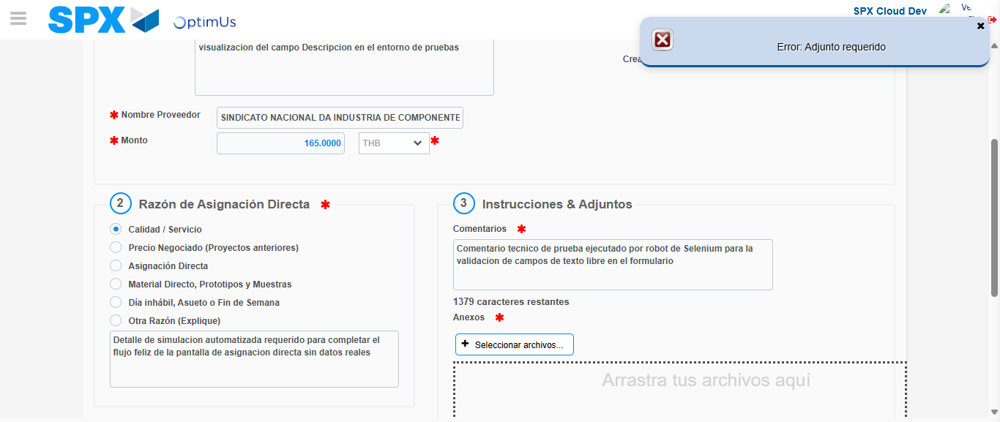 SPX
OptimUs
SPX Cloud Dev
Error: Adjunto requerido
visualizacion del campo Descripcion en el entorno de pruebas
Nombre Proveedor
SINDICATO NACIONAL DA INDUSTRIA DE COMPONENTE
Monto
165.0000
THB
2 Razón de Asignación Directa
Calidad / Servicio
Precio Negociado (Proyectos anteriores)
Asignación Directa
Material Directo, Prototipos y Muestras
Día inhábil, Asueto o Fin de Semana
Otra Razón (Explique)
Detalle de simulacion automatizada requerido para completar el
flujo feliz de la pantalla de asignacion directa sin datos reales
3 Instrucciones & Adjuntos
Comentarios
Comentario tecnico de prueba ejecutado por robot de Selenium para la
validacion de campos de texto libre en el formulario
1379 caracteres restantes
Anexos
+ Seleccionar archivos...
Arrastra tus archivos aquí